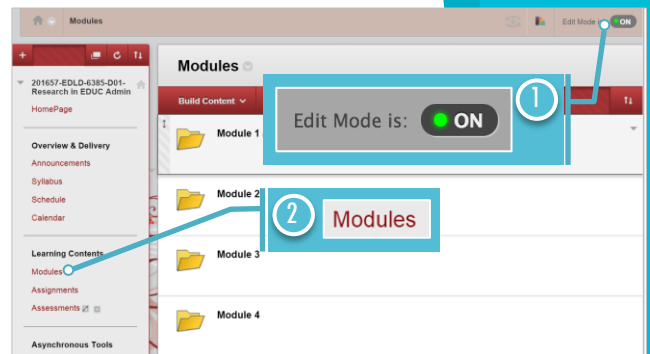 Modules
Edit Mode is: ON
201657-EDLD-6385-D01-
Research in EDUC Admin
HomePage
Overview & Delivery
Announcements
Syllabus
Schedule
Calendar
Learning Contents
Modules
Assignments
Assessments
Asynchronous Tools
Modules
Build Content
Module 1
Edit Mode is: ON
1
Module 2
2
Modules
Module 3
Module 4